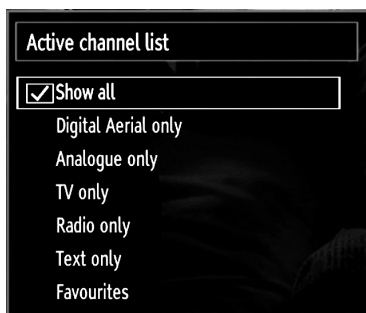 Active channel list
Show all
Digital Aerial only
Analogue only
TV only
Radio only
Text only
Favourites